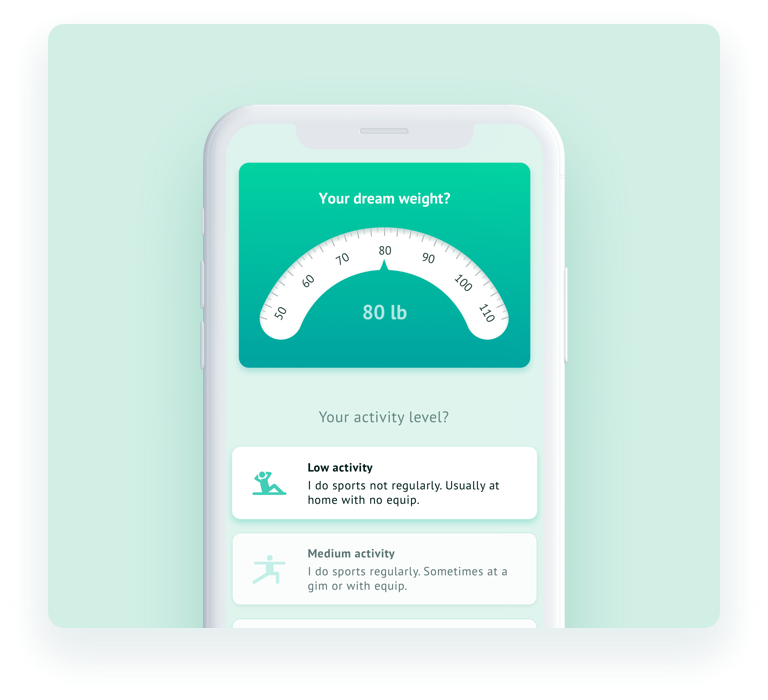 Your dream weight?
50
60
70
80
90
100
110
80 lb
Your activity level?
Low activity
I do sports not regularly. Usually at
home with no equip.
Medium activity
I do sports regularly. Sometimes at a
gim or with equip.